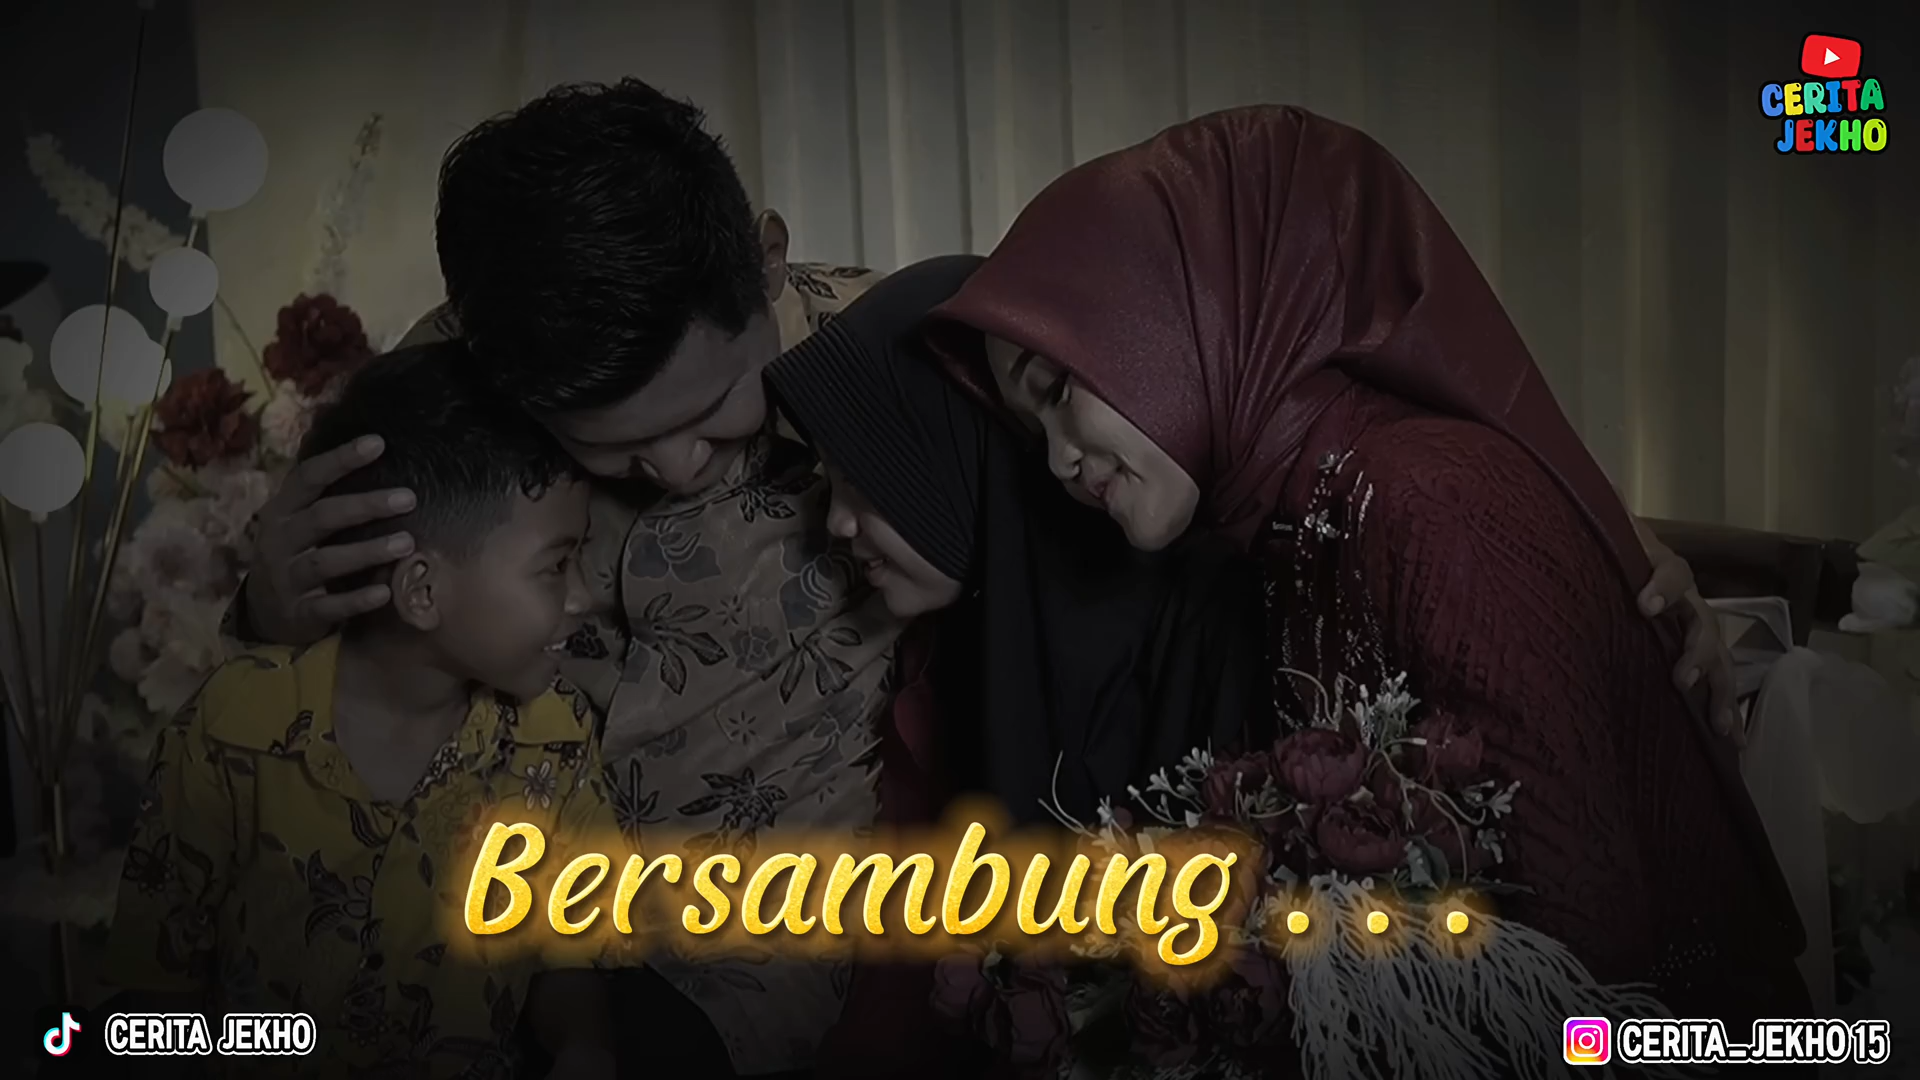 CERITA
JEKHO
Bersambung . . .
CERITA JEKHO
CERITA_JEKHO15